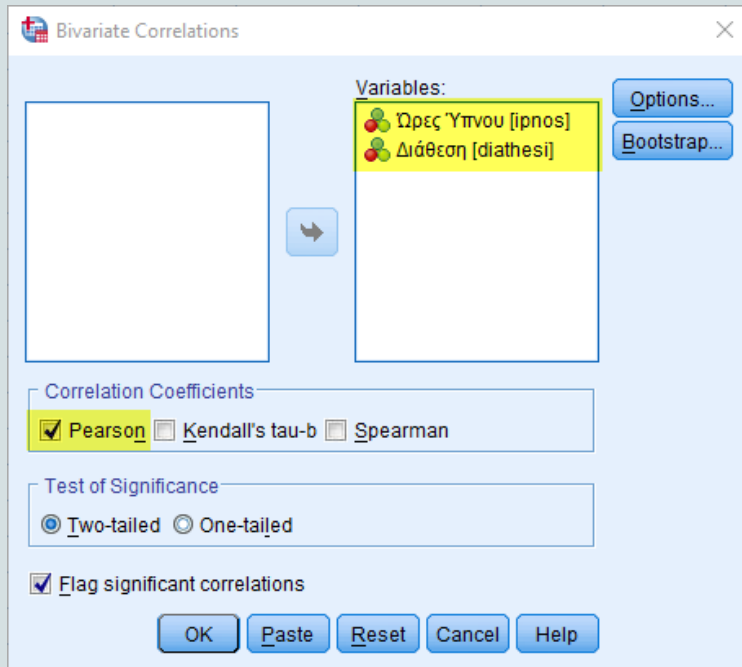 Bivariate Correlations
Variables:
Ώρες Ύπνου [ipnos]
Διάθεση [diathesi]
Options...
Bootstrap...
Correlation Coefficients
Pearson Kendall's tau-b Spearman
Test of Significance
Two-tailed One-tailed
Flag significant correlations
OK Paste Reset Cancel Help